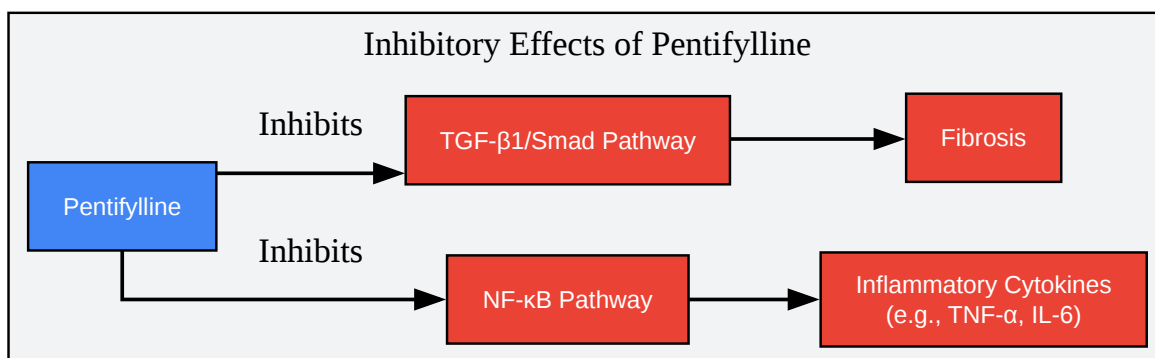 Inhibitory Effects of Pentifylline
Inhibits
TGF-β1/Smad Pathway
Fibrosis
Pentifylline
Inhibits
NF-κB Pathway
Inflammatory Cytokines
(e.g., TNF-α, IL-6)